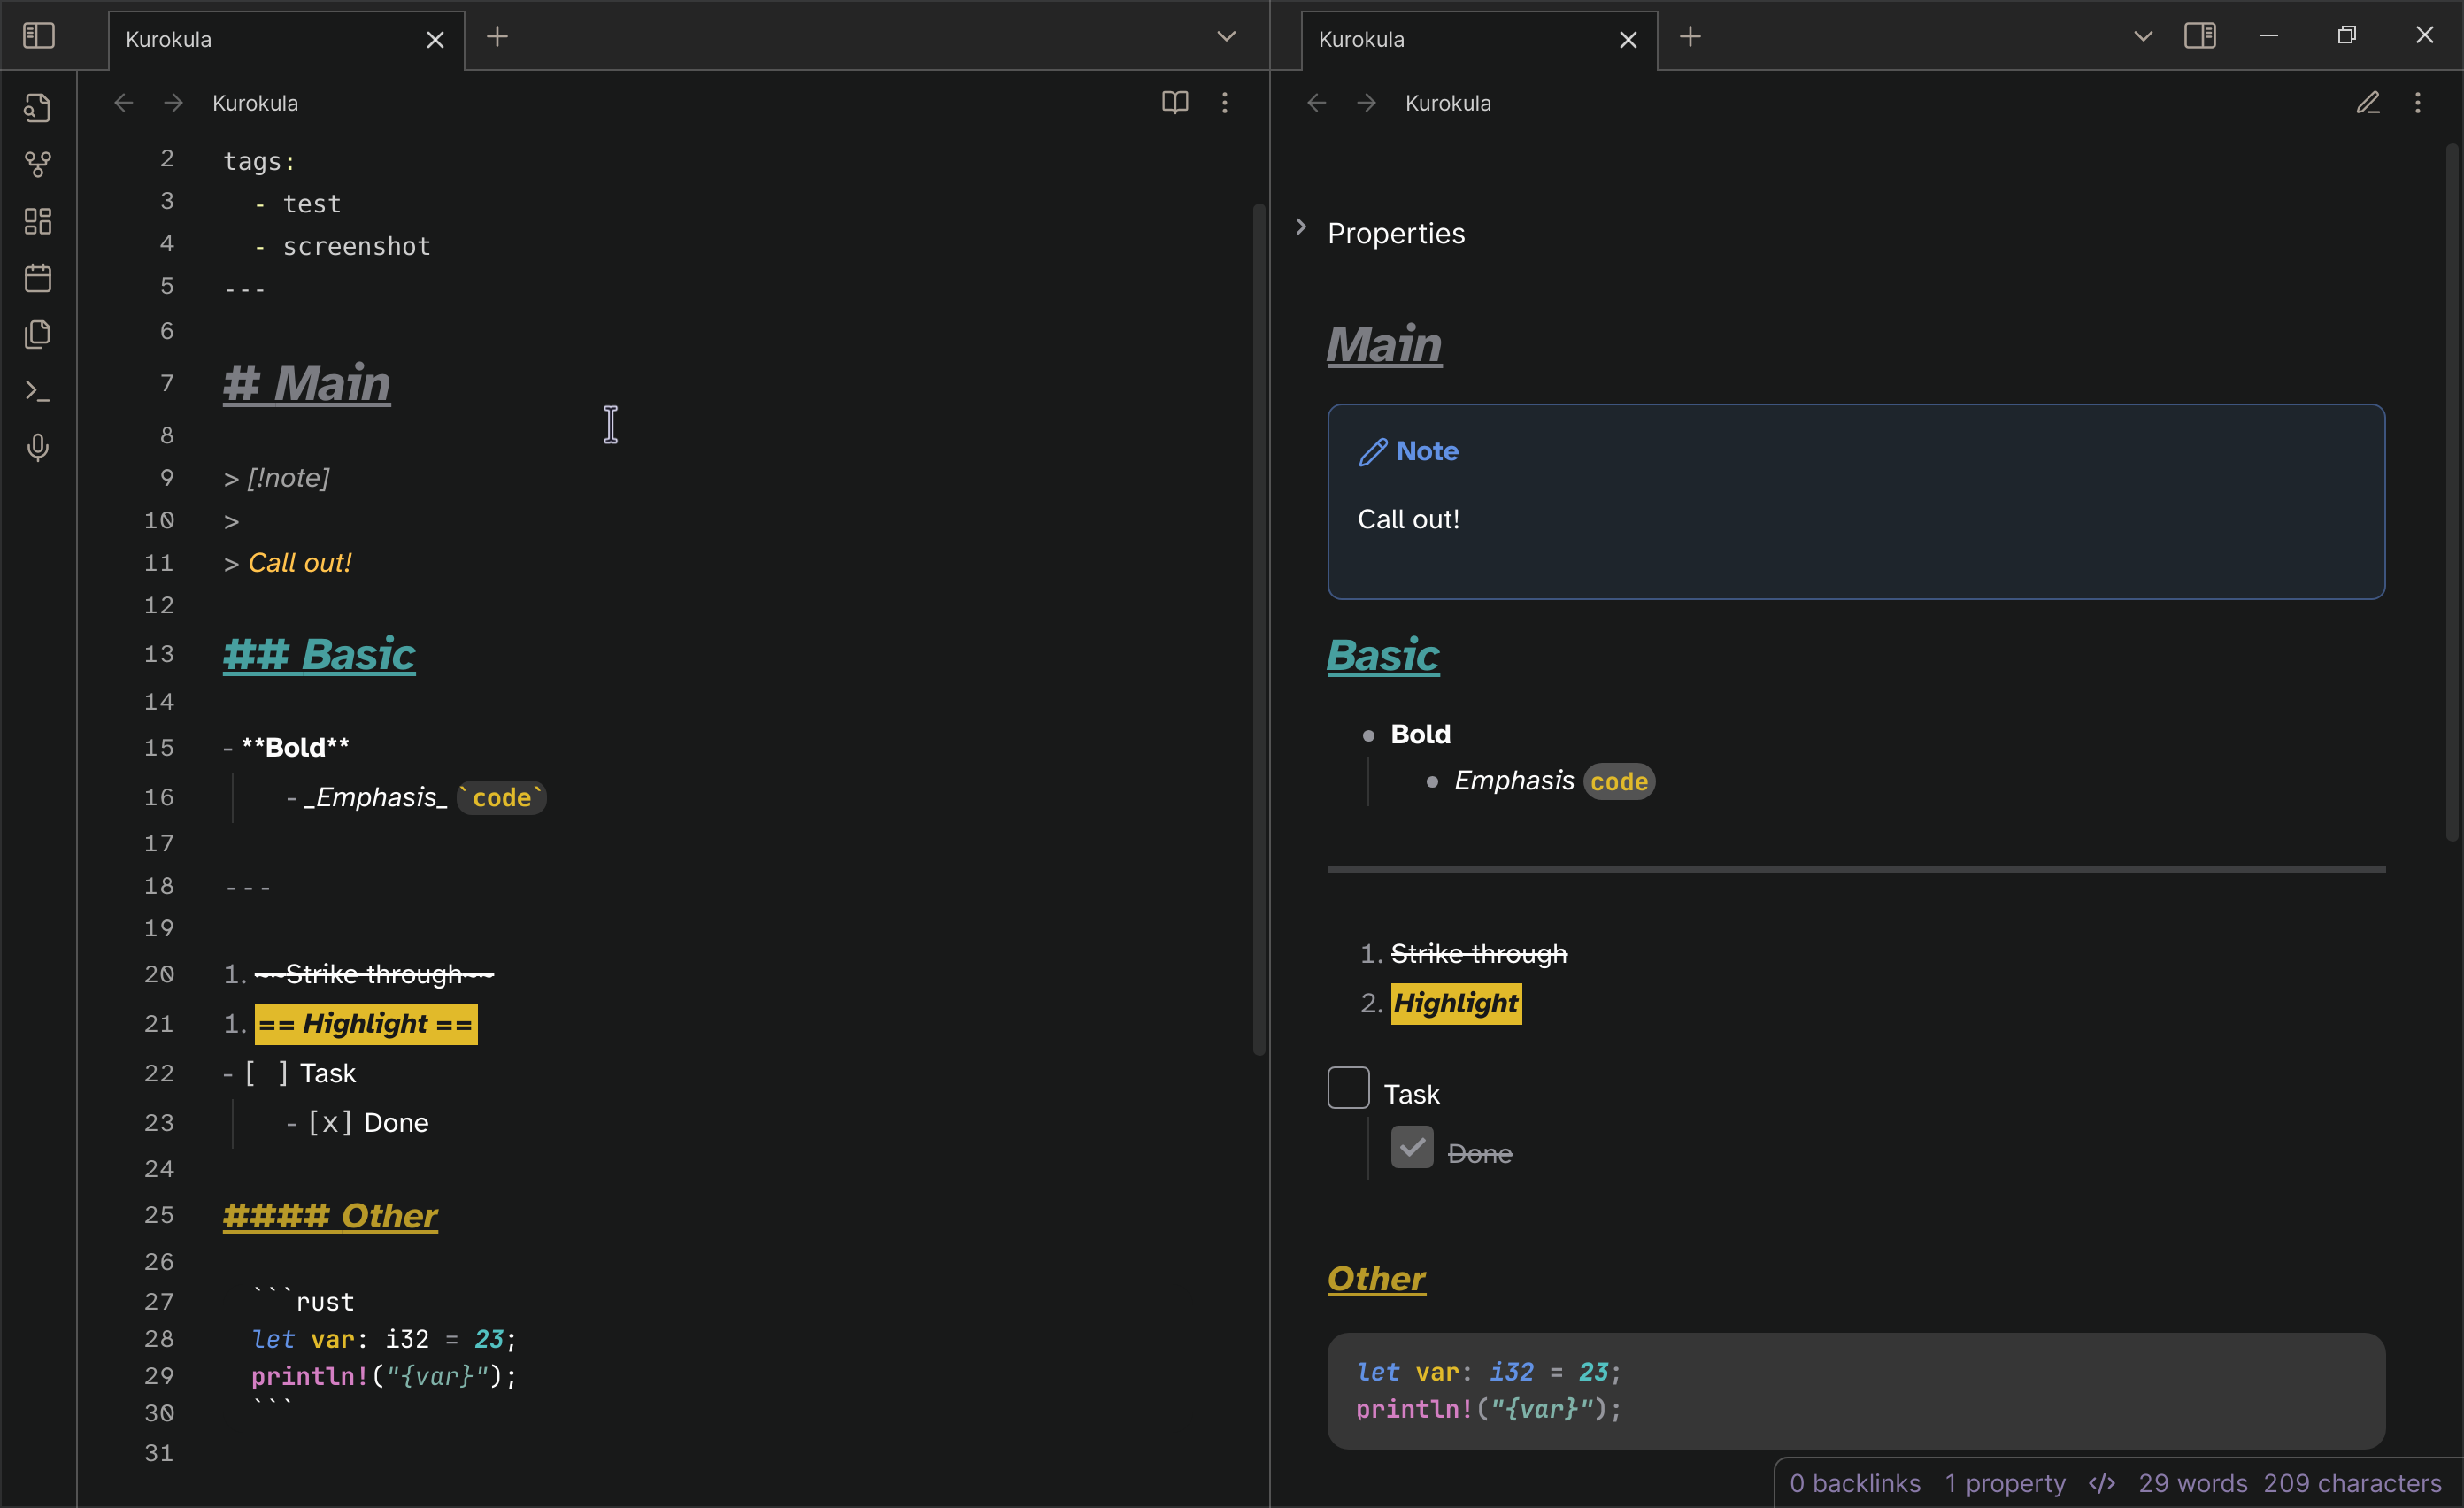 Kurokula
Kurokula
Kurokula
2 tags:
3 - test
4 - screenshot
5 ---
6
7 # Main
8
9 > [!note]
10 >
11 > Call out!
12
13 ## Basic
14
15 - **Bold**
16 - _Emphasis_ `code`
17
18 ---
19
20 1. ~~Strike through~~
21 1. == Highlight ==
22 - [ ] Task
23 - [x] Done
24
25 #### Other
26
27 ```rust
28 let var: i32 = 23;
29 println!("{var}");
30 ```
31
Kurokula
Properties
Main
Note
Call out!
Basic
Bold
Emphasis code
1. Strike through
2. Highlight
Task
Done
Other
let var: i32 = 23;
println!("{var}");
0 backlinks 1 property </> 29 words 209 characters